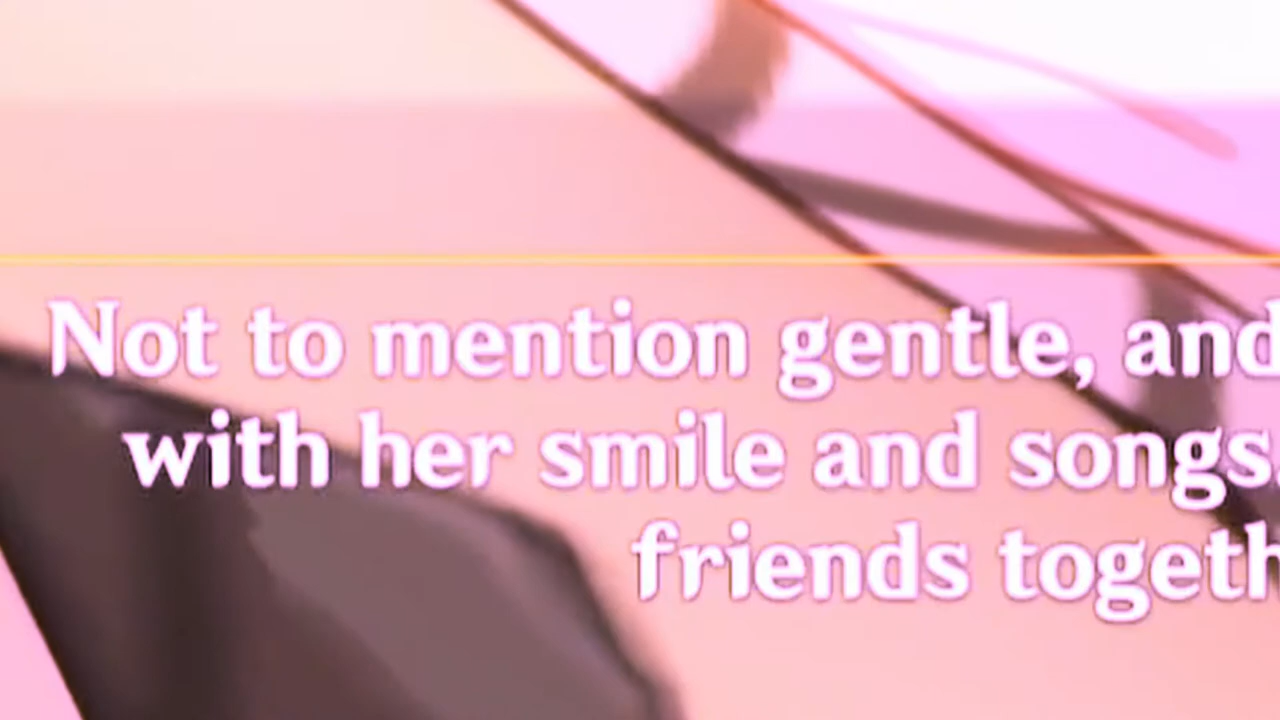 Not to mention gentle, and
with her smile and songs.
friends togeth